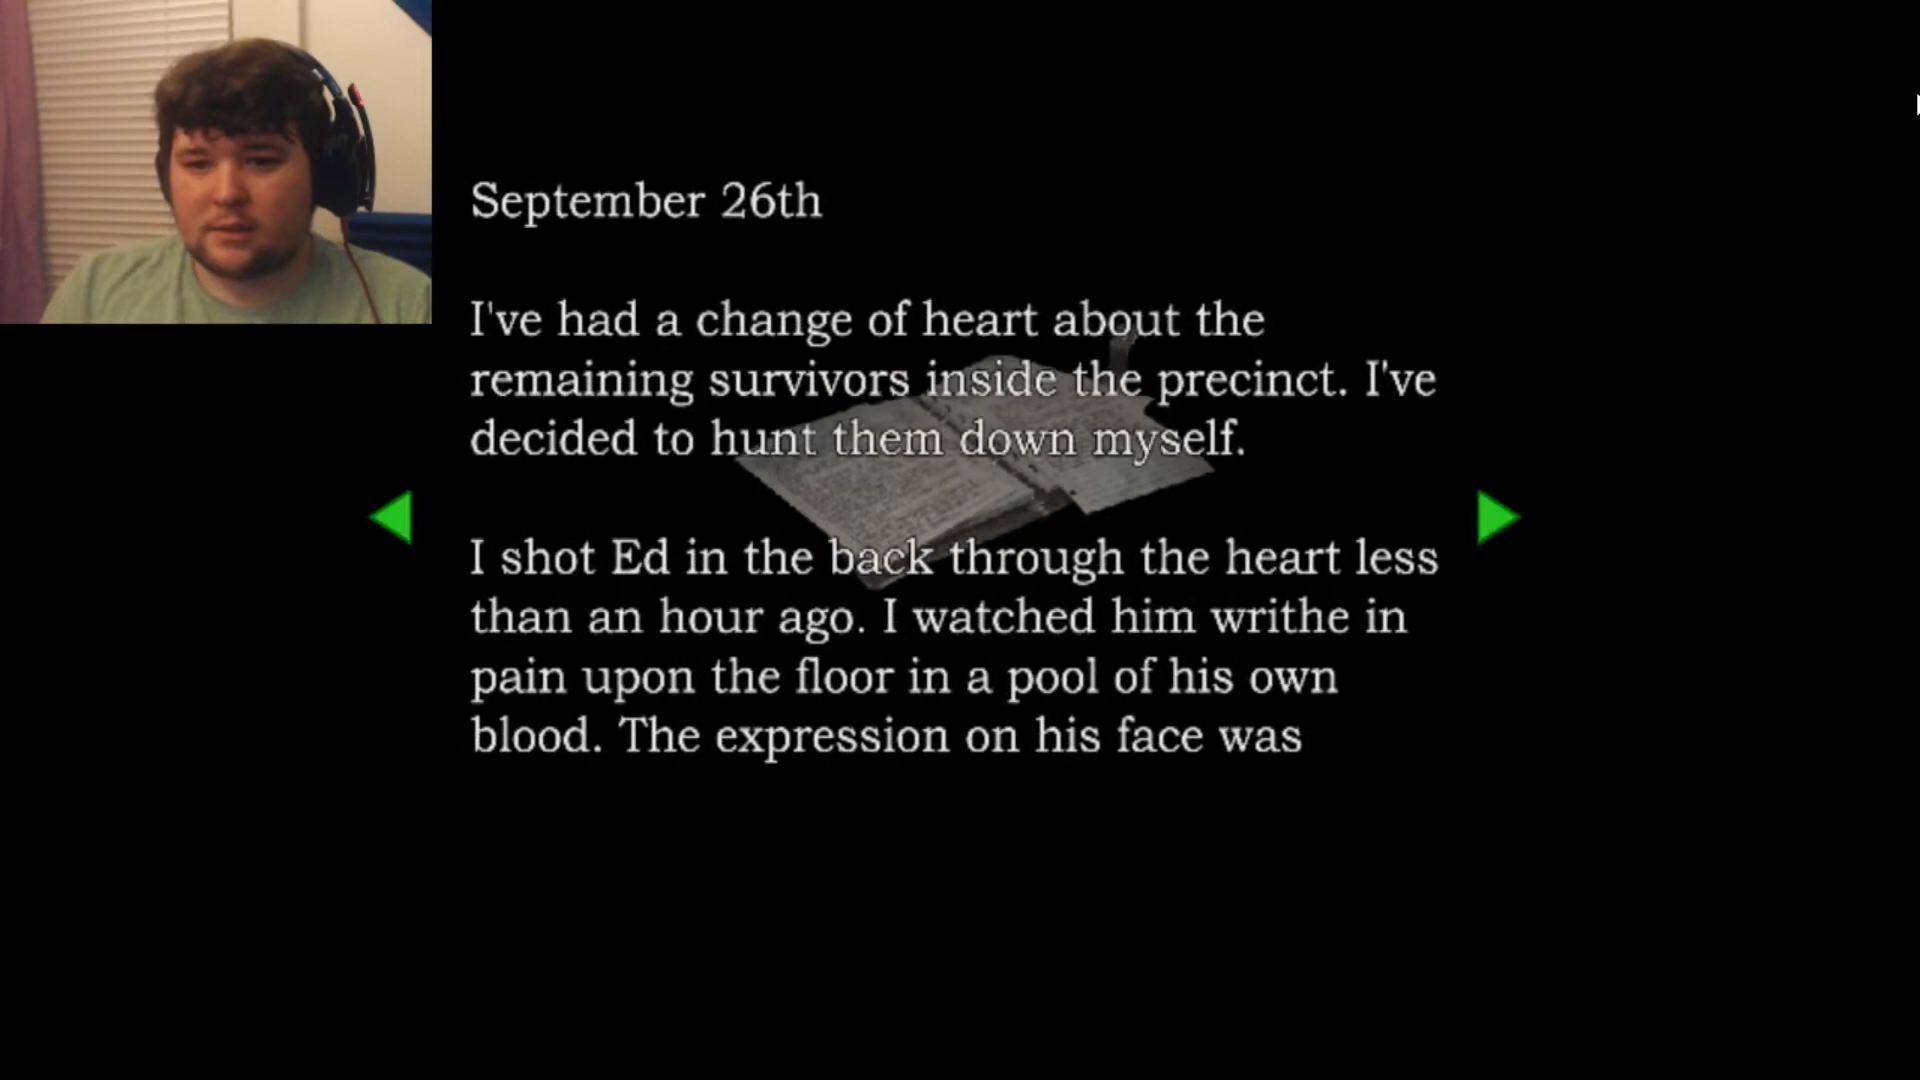 September 26th
I've had a change of heart about the
remaining survivors inside the precinct. I've
decided to hunt them down myself.
I shot Ed in the back through the heart less
than an hour ago. I watched him writhe in
pain upon the floor in a pool of his own
blood. The expression on his face was